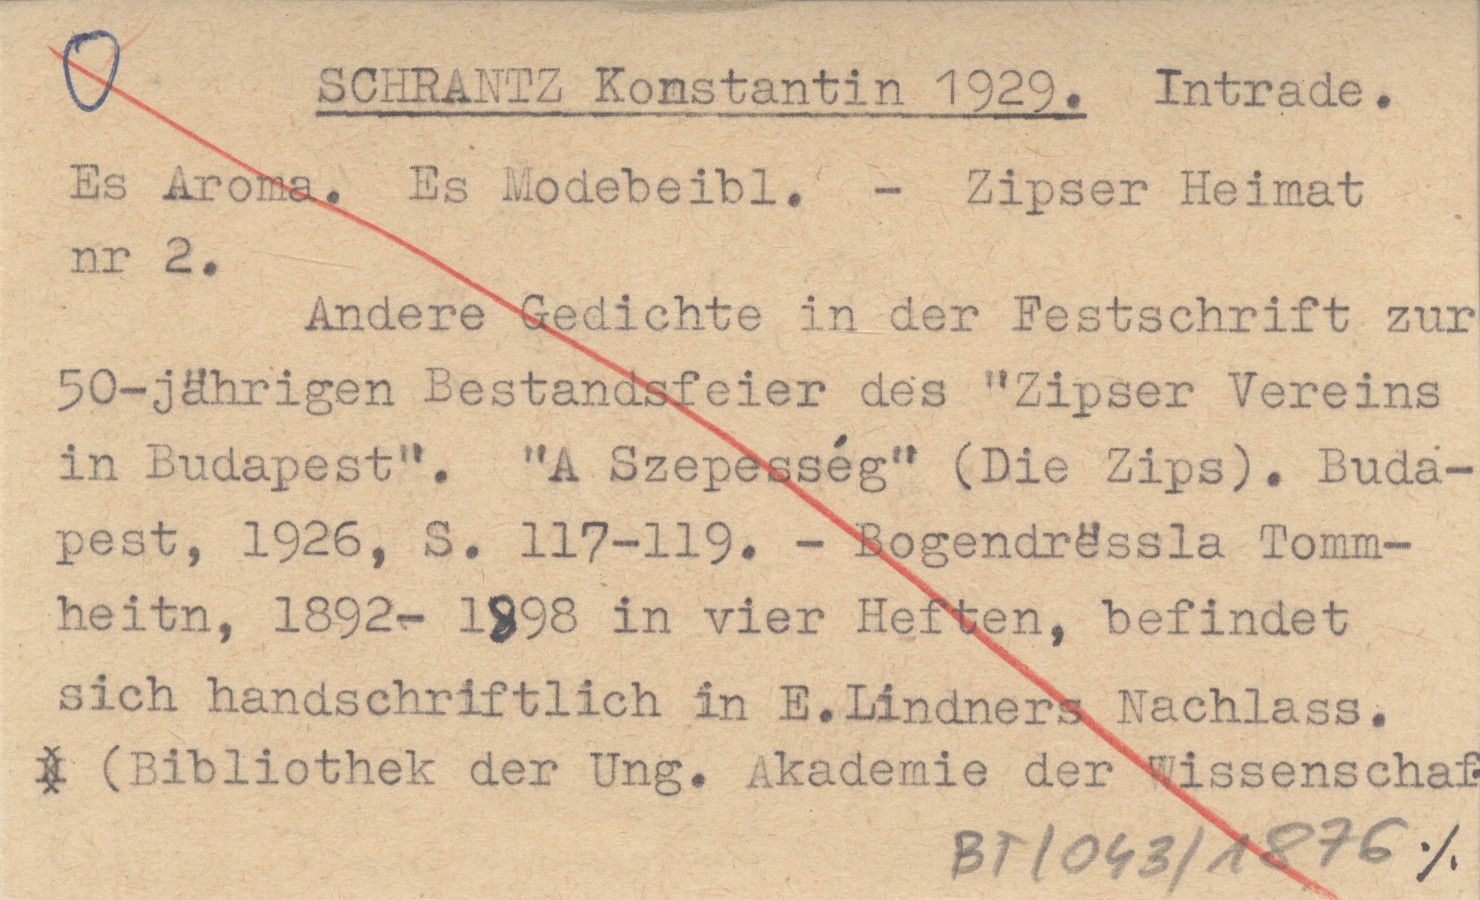 SCHRANTZ Konstantin 1929. Intrade.
Es Aroma. Es Modebeibl. - Zipser Heimat
nr 2.
Andere Gedichte in der Festschrift zur
50-jährigen Bestandsfeier des "Zipser Vereins
in Budapest". "A Szepesség" (Die Zips). Buda-
pest, 1926, S. 117-119. - Bogendrëssla Tomm-
heitn, 1892- 1898 in vier Heften, befindet
sich handschriftlich in E.Lindners Nachlass.
(Bibliothek der Ung. Akademie der Wissenschaf
BT/043/1876 ./.